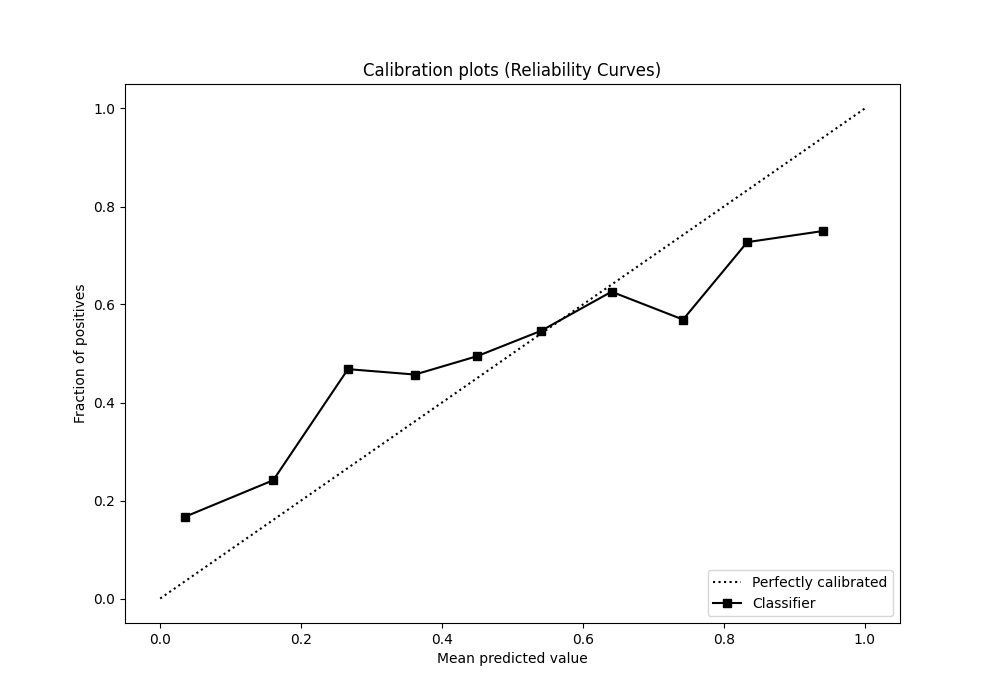 Calibration plots (Reliability Curves)
1.0
0.8
0.6
0.4
0.2
0.0
Fraction of positives
0.0 0.2 0.4 0.6 0.8 1.0
Mean predicted value
Perfectly calibrated
Classifier